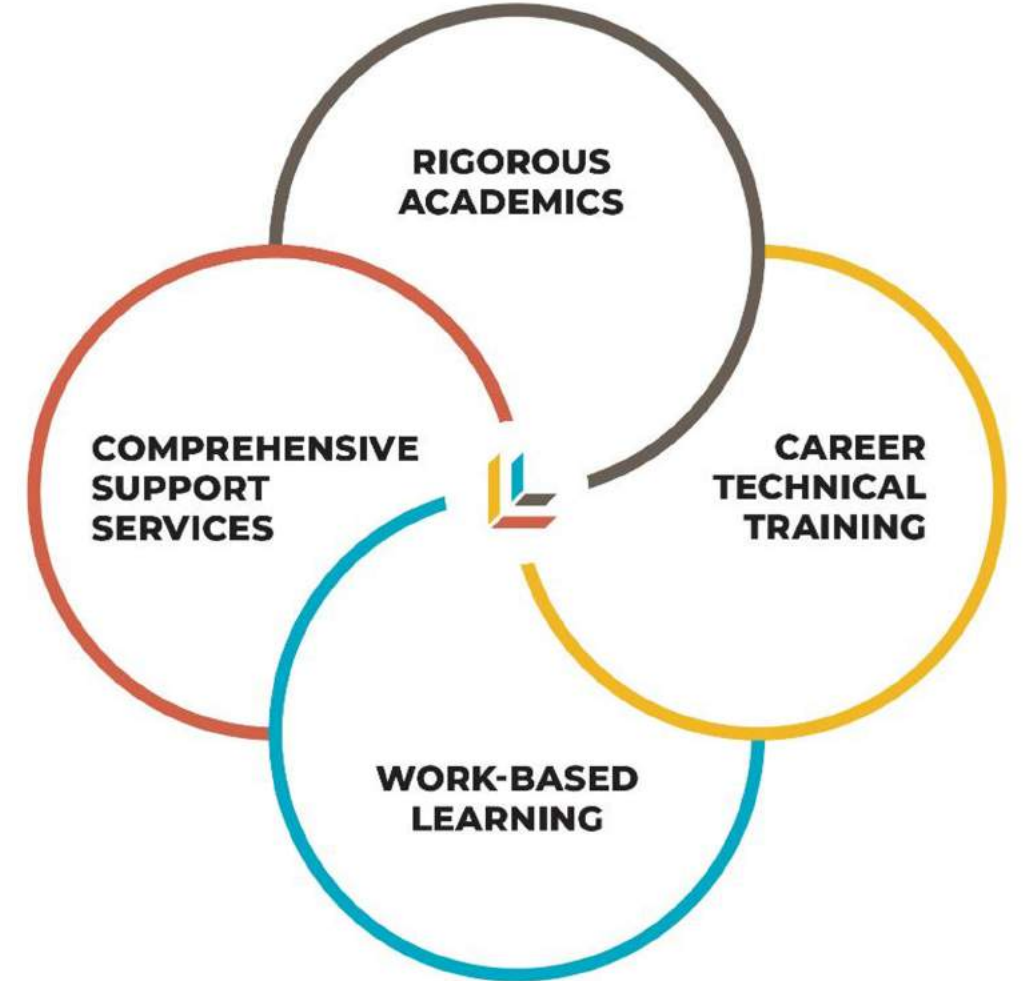 RIGOROUS
ACADEMICS
COMPREHENSIVE
SUPPORT
SERVICES
CAREER
TECHNICAL
TRAINING
WORK-BASED
LEARNING